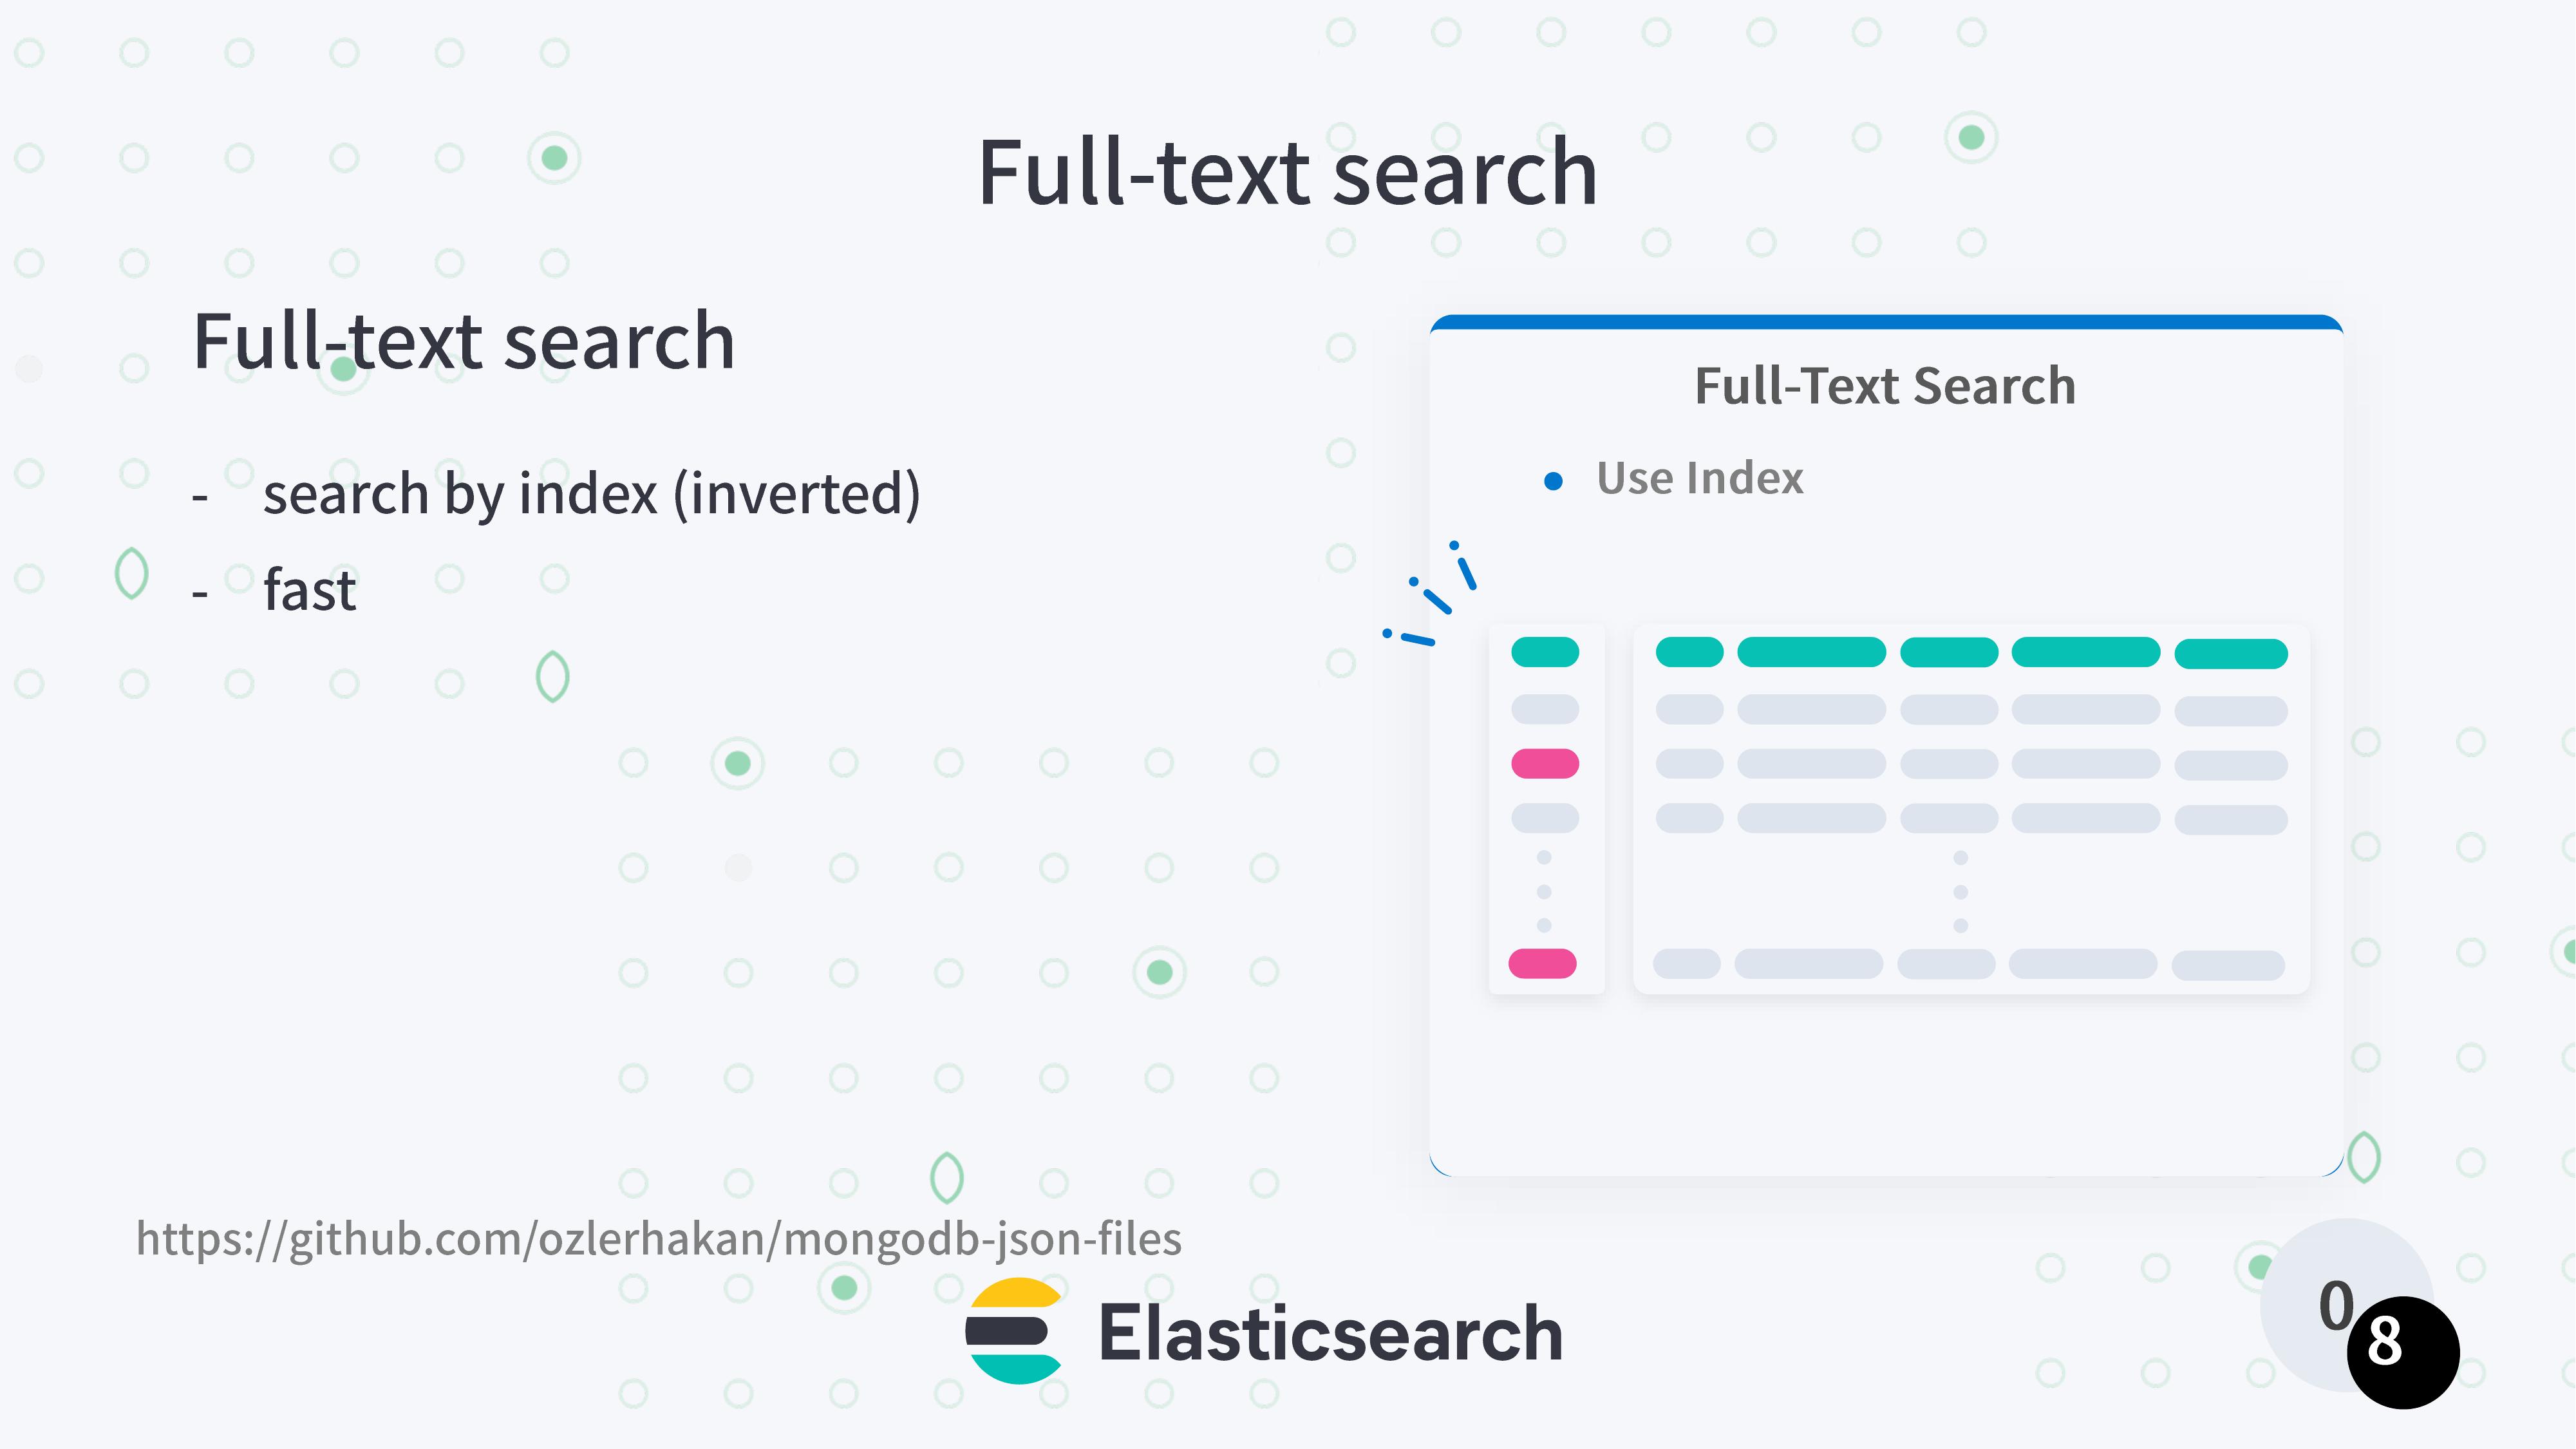 Full-text search
Full-text search
- search by index (inverted)
- fast
Full-Text Search
• Use Index
https://github.com/ozlerhakan/mongodb-json-files
Elasticsearch
08